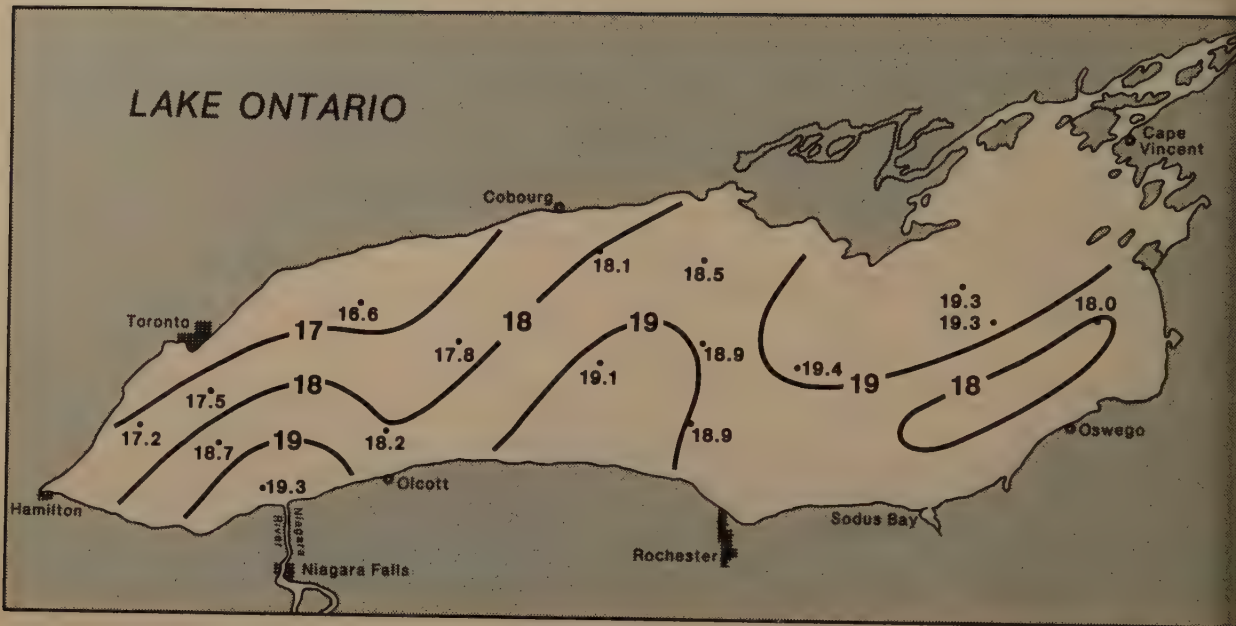 LAKE ONTARIO
Cape
Vincent
Cobourg
18.1
18.5
19.3
18.0
16.6
Toronto
17
18
19
19.3
17.8
18.9
19.1
19.4
19
18
18
17.5
17.2
18.7
19
18.2
18.9
Oswego
19.3
Olcott
Hamilton
Niagara
River
Sodus Bay
Rochester
Niagara Falls